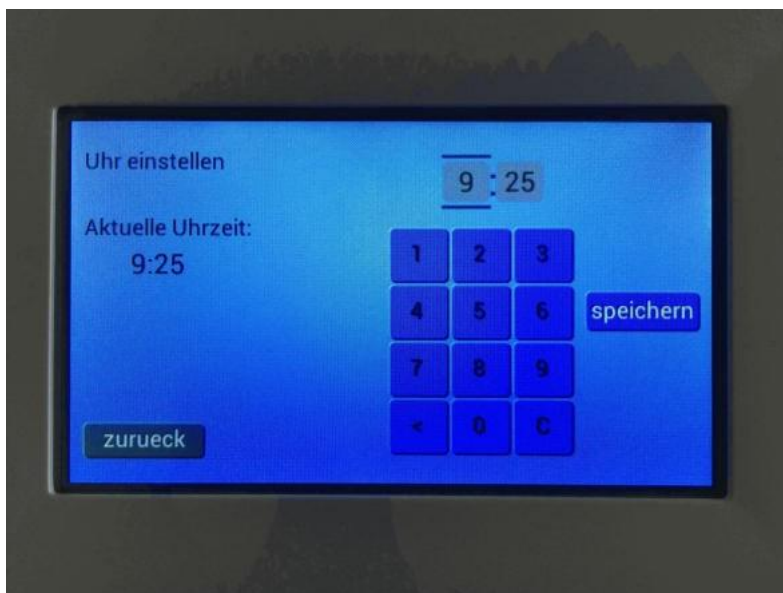 Uhr einstellen
9 : 25
Aktuelle Uhrzeit:
9:25
1 2 3
4 5 6
speichern
7 8 9
< 0 C
zurueck